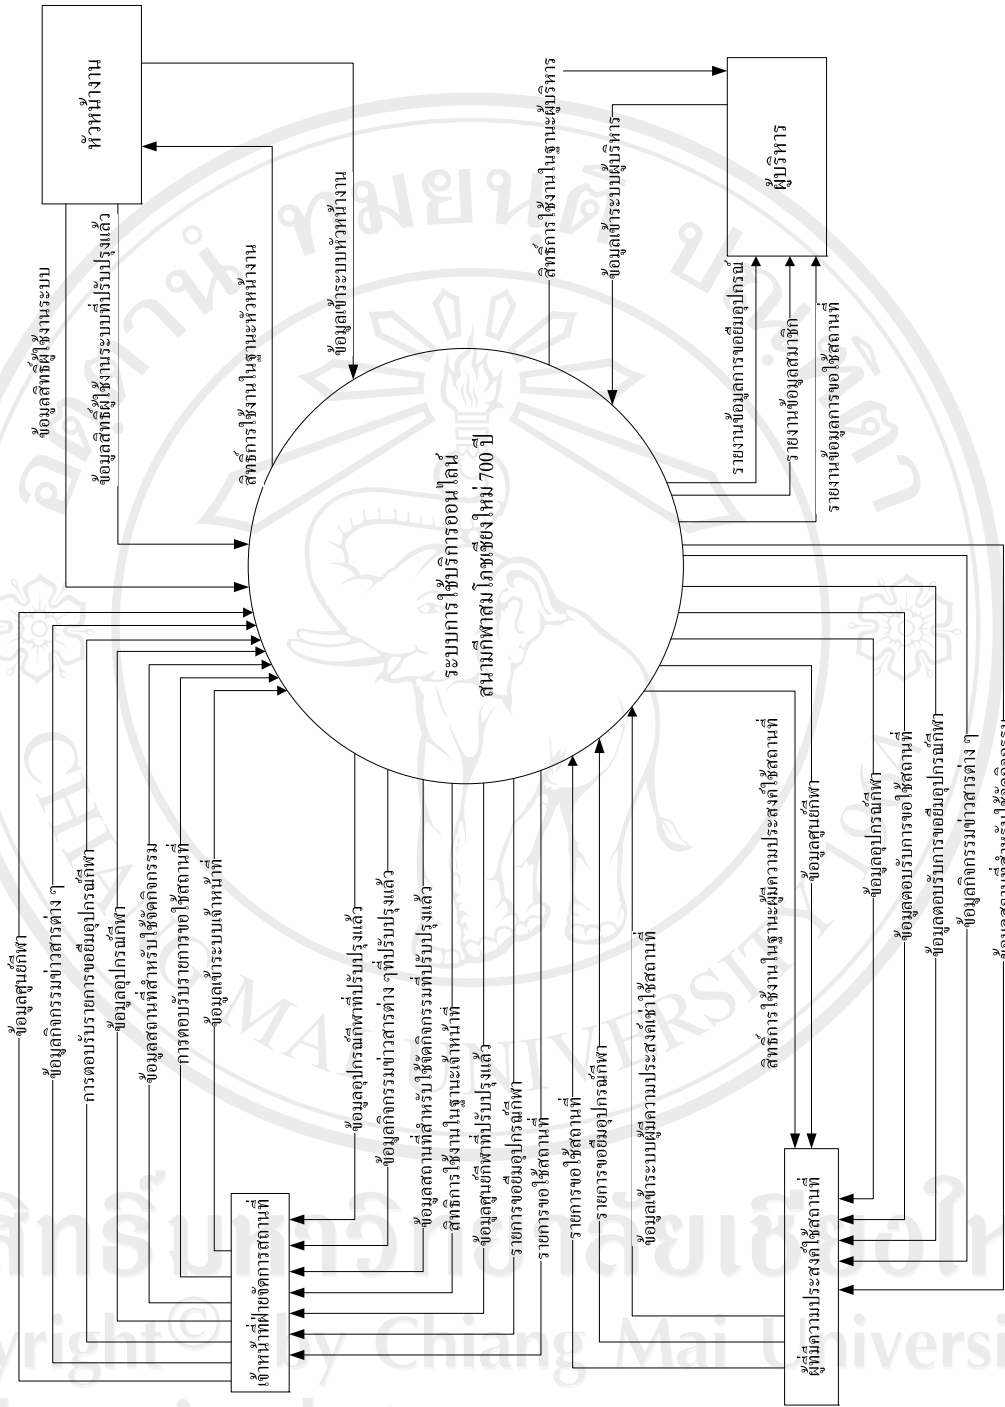 หัวหน้างาน
ข้อมูลสิทธิ์ผู้ใช้งานระบบ
ข้อมูลสิทธิ์ผู้ใช้งานระบบที่ปรับปรุงแล้ว
สิทธิ์การใช้งานในฐานะหัวหน้างาน
ข้อมูลเข้าระบบหัวหน้างาน
สิทธิ์การใช้งานในฐานะผู้บริหาร
ข้อมูลเข้าระบบผู้บริหาร
ผู้บริหาร
รายงานข้อมูลการขอยืมอุปกรณ์
รายงานข้อมูลสมาชิก
รายงานข้อมูลการขอใช้สถานที่
ระบบการใช้บริการออนไลน์
สนามกีฬาสมโภชเชียงใหม่ 700 ปี
ข้อมูลศูนย์กีฬา
ข้อมูลกิจกรรมข่าวสารต่าง ๆ
การตอบรับรายการขอยืมอุปกรณ์กีฬา
ข้อมูลอุปกรณ์กีฬา
ข้อมูลสถานที่สำหรับใช้จัดกิจกรรม
การตอบรับรายการขอใช้สถานที่
ข้อมูลเข้าระบบเจ้าหน้าที่
เจ้าหน้าที่ฝ่ายจัดการสถานที่
ข้อมูลอุปกรณ์กีฬาที่ปรับปรุงแล้ว
ข้อมูลกิจกรรมข่าวสารต่าง ๆที่ปรับปรุงแล้ว
ข้อมูลสถานที่สำหรับใช้จัดกิจกรรมที่ปรับปรุงแล้ว
สิทธิการใช้งานในฐานะเจ้าหน้าที่
ข้อมูลศูนย์กีฬาที่ปรับปรุงแล้ว
รายการขอยืมอุปกรณ์กีฬา
รายการขอใช้สถานที่
รายการขอใช้สถานที่
รายการขอยืมอุปกรณ์กีฬา
ข้อมูลเข้าระบบผู้มีความประสงค์เช่าใช้สถานที่
สิทธิ์การใช้งานในฐานะผู้มีความประสงค์ใช้สถานที่
ข้อมูลศูนย์กีฬา
ข้อมูลอุปกรณ์กีฬา
ข้อมูลตอบรับการขอใช้สถานที่
ข้อมูลตอบรับการขอยืมอุปกรณ์กีฬา
ข้อมูลกิจกรรมข่าวสารต่าง ๆ
ข้อมูลสถานที่สำหรับใช้จัดกิจกรรม
ผู้ที่มีความประสงค์ใช้สถานที่
CHIANG MAI UNIVERSITY
by Chiang Mai Universi